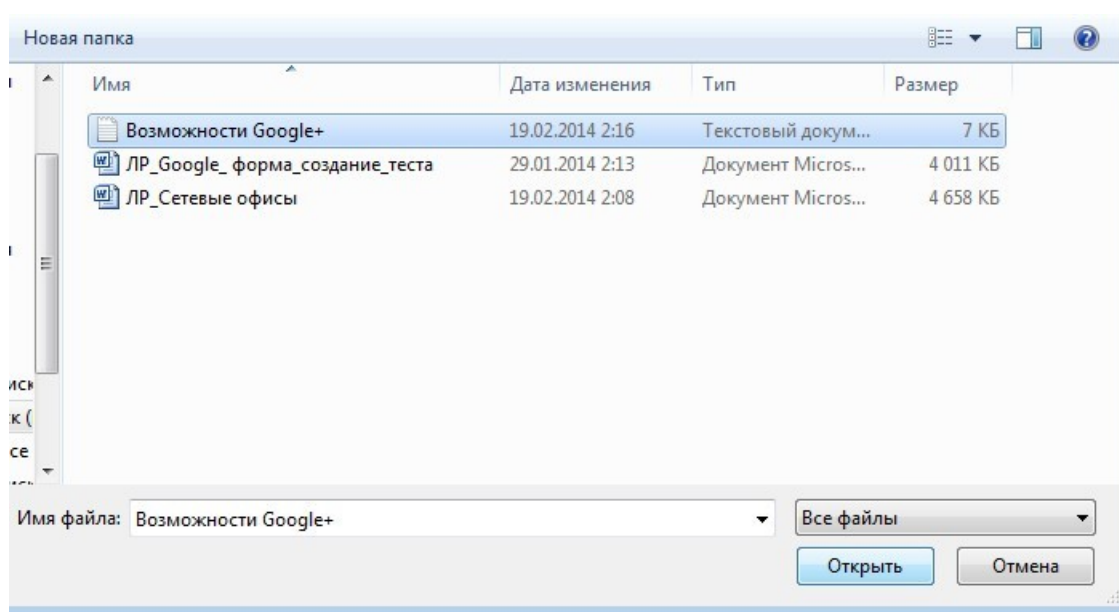 Новая папка
Имя Дата изменения Тип Размер
Возможности Google+ 19.02.2014 2:16 Текстовый докум... 7 КБ
ЛР_Google_ форма_создание_теста 29.01.2014 2:13 Документ Micros... 4 011 КБ
ЛР_Сетевые офисы 19.02.2014 2:08 Документ Micros... 4 658 КБ
Имя файла: Возможности Google+ Все файлы
Открыть Отмена